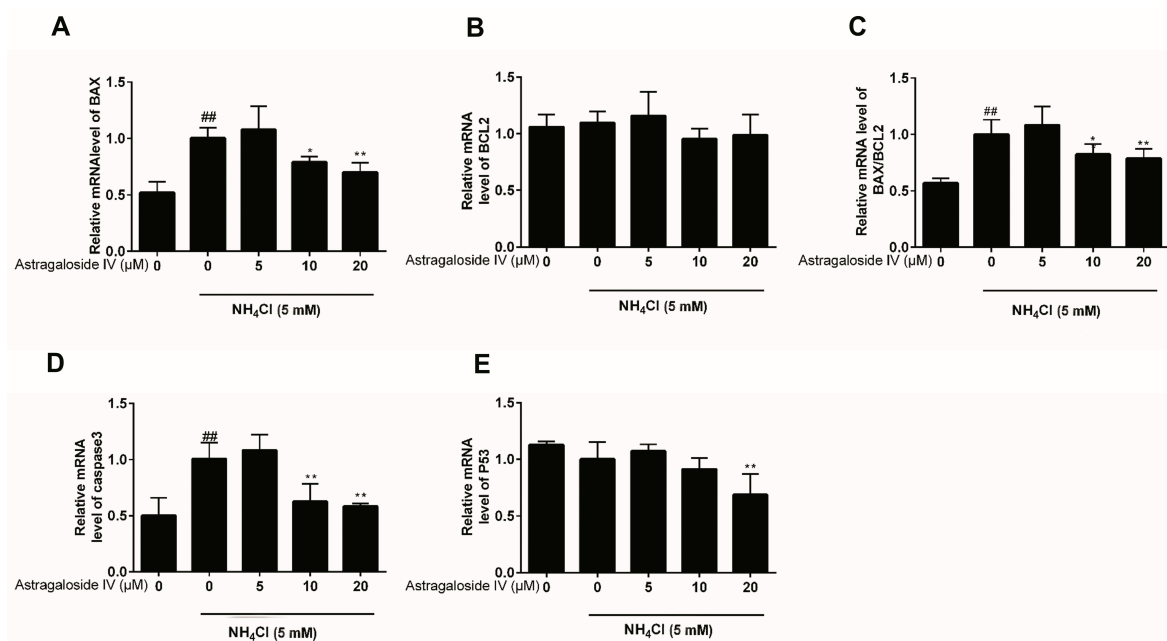 A
Relative mRNAlevel of BAX
1.5
1.0
0.5
0.0
##
*
**
Astragaloside IV (μM) 0 0 5 10 20
NH₄Cl (5 mM)
B
Relative mRNA
level of BCL2
1.5
1.0
0.5
0.0
0 0 5 10 20
NH₄Cl (5 mM)
C
Relative mRNA level of
BAX/BCL2
1.5
1.0
0.5
0.0
##
*
**
Astragaloside IV (μM) 0 0 5 10 20
NH₄Cl (5 mM)
D
Relative mRNA
level of caspase3
1.5
1.0
0.5
0.0
##
**
**
Astragaloside IV (μM) 0 0 5 10 20
NH₄Cl (5 mM)
E
Relative mRNA
level of P53
1.5
1.0
0.5
0.0
**
Astragaloside IV (μM) 0 0 5 10 20
NH₄Cl (5 mM)